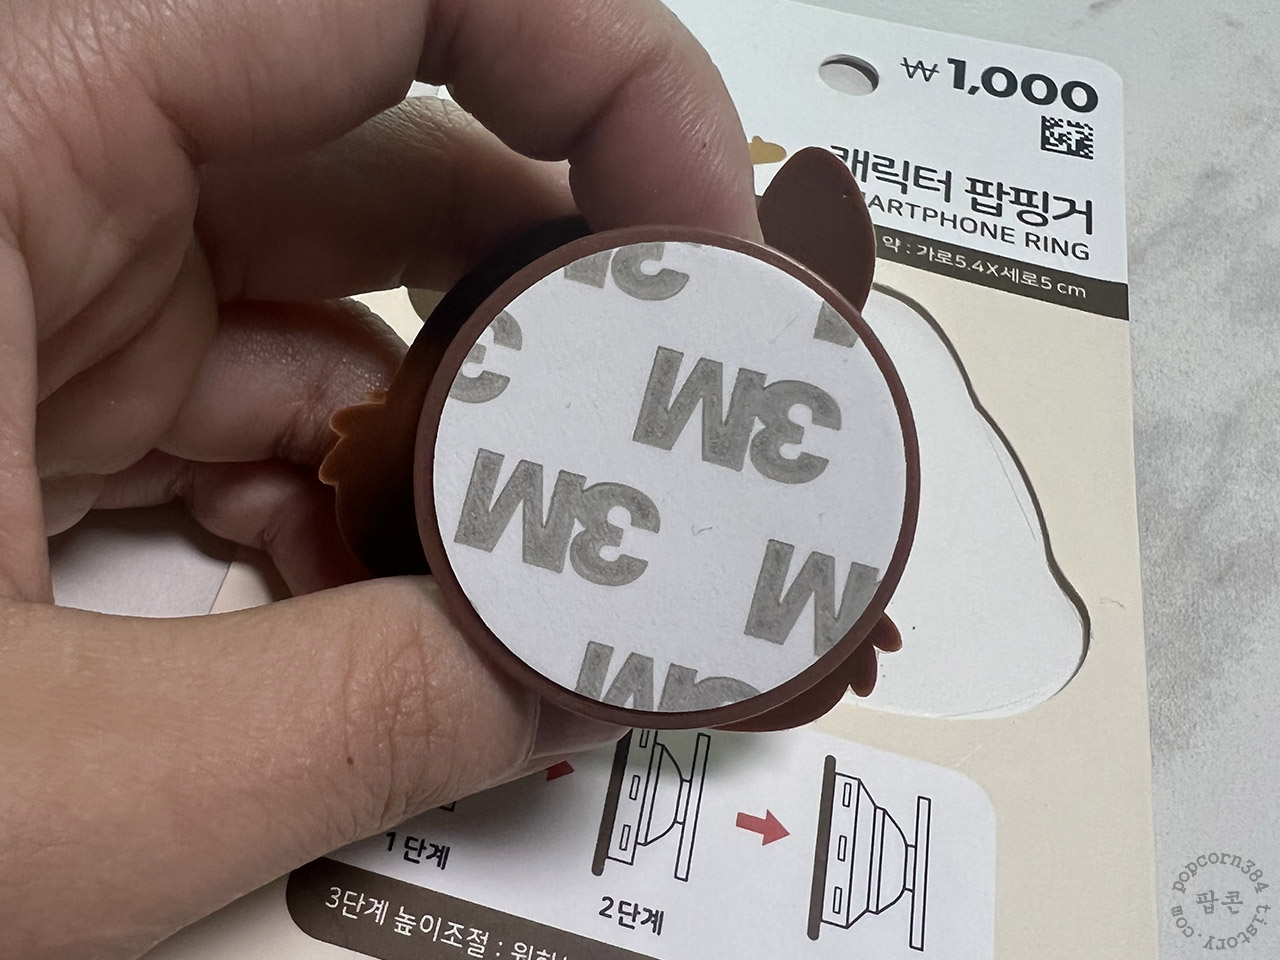 ₩1,000
캐릭터 팝핑거
SMARTPHONE RING
약 : 가로5.4X세로5 cm
3M
3M
3M
3M
M
3M
1단계
2단계
3단계 높이조절 :
popcorn384.tistory.com
팝콘